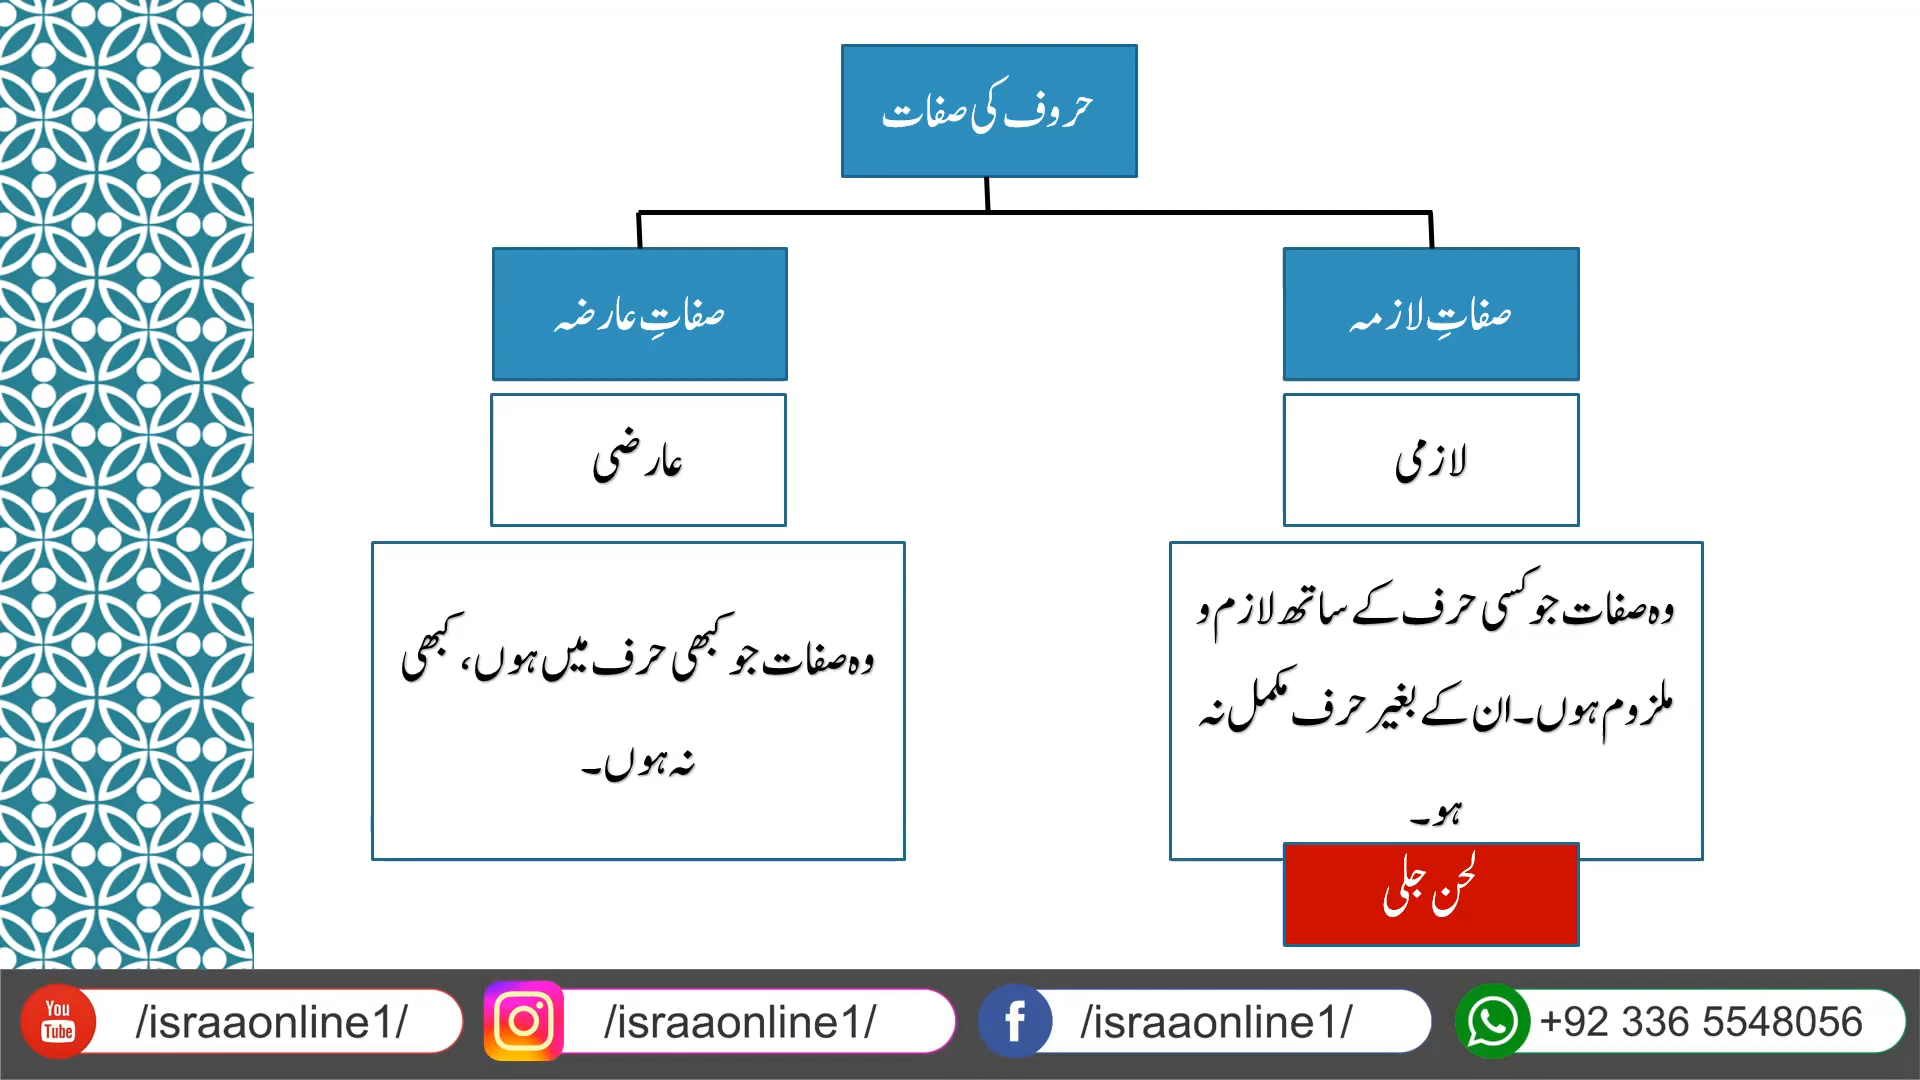 حروف کی صفات
صفاتِ لازمہ
صفاتِ عارضہ
لازمی
عارضی
وہ صفات جو کسی حرف کے ساتھ لازم و
ملزوم ہوں۔ ان کے بغیر حرف مکمل نہ
ہو۔
وہ صفات جو کبھی حرف میں ہوں، کبھی
نہ ہوں۔
لحن جلی
You
Tube
/israaonline1/
/israaonline1/
f
/israaonline1/
+92 336 5548056